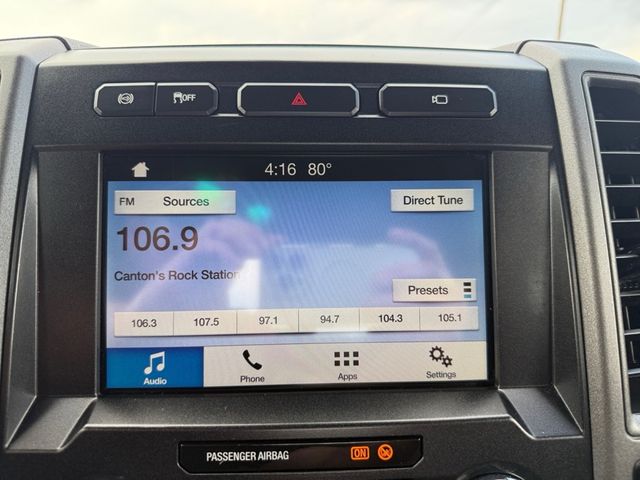 OFF
4:16 80°
FM Sources Direct Tune
106.9
Canton's Rock Station
Presets
106.3 107.5 97.1 94.7 104.3 105.1
Audio Phone Apps Settings
PASSENGER AIRBAG ON